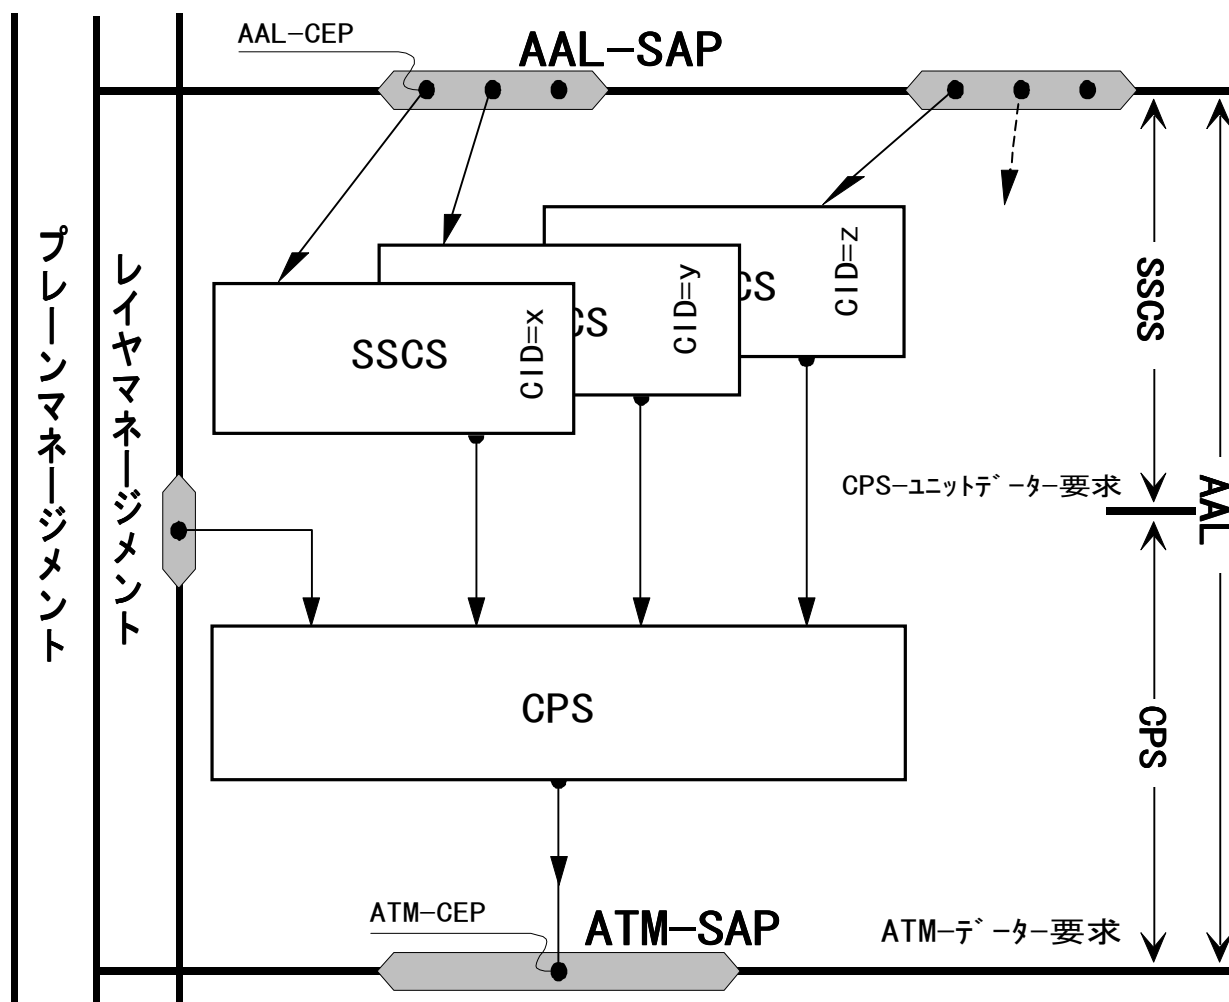 AAL-CEP
AAL-SAP
プレーンマネージメント
レイヤマネージメント
SSCS
CID=x
CS
CID=y
CS
CID=z
SSCS
CPS-ユニットデーター要求
AAL
CPS
CPS
ATM-CEP
ATM-SAP
ATM-データー要求